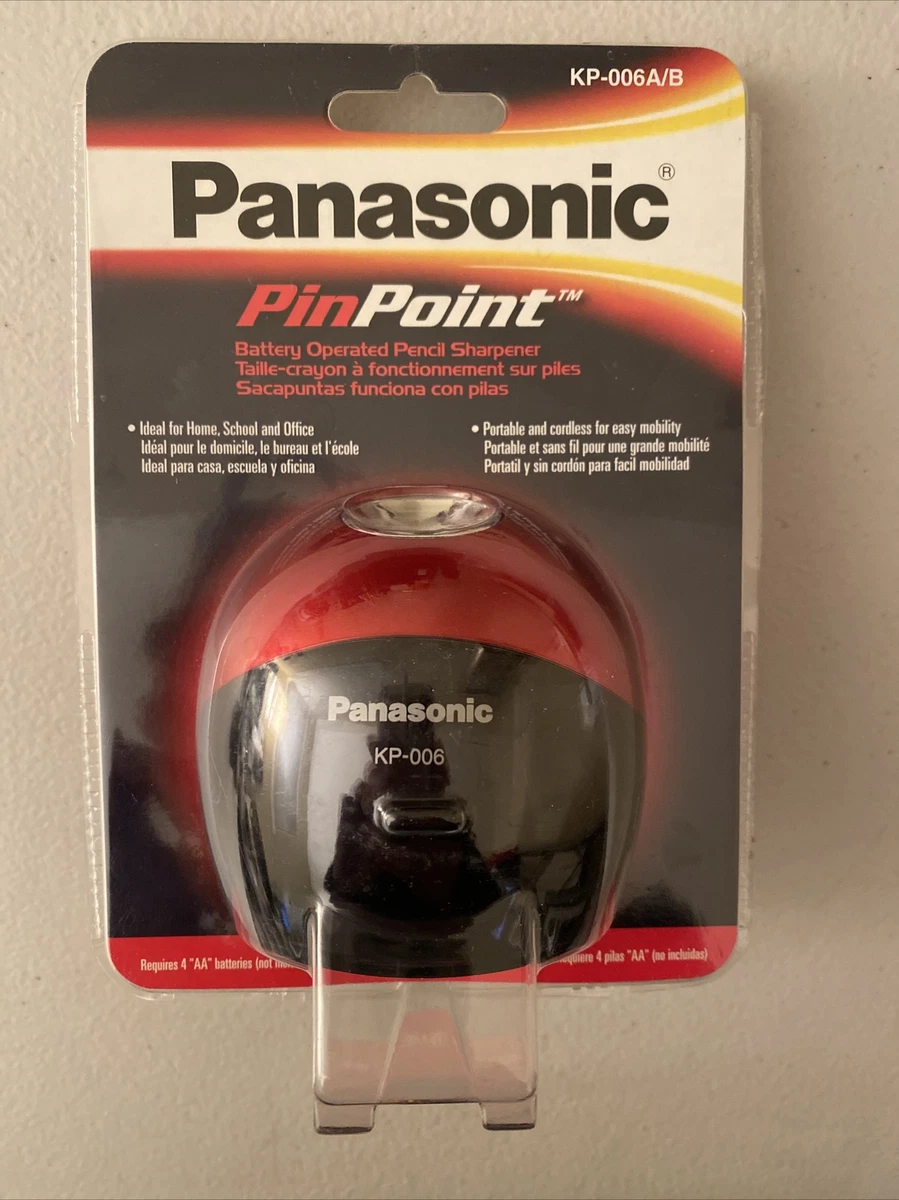 KP-006A/B
Panasonic®
PinPoint™
Battery Operated Pencil Sharpener
Taille-crayon à fonctionnement sur piles
Sacapuntas funciona con pilas
• Ideal for Home, School and Office
Idéal pour le domicile, le bureau et l'école
Ideal para casa, escuela y oficina
• Portable and cordless for easy mobility
Portable et sans fil pour une grande mobilité
Portatil y sin cordón para facil mobilidad
Panasonic
KP-006
Requires 4 "AA" batteries (not
4 pilas "AA" (no incluidas)